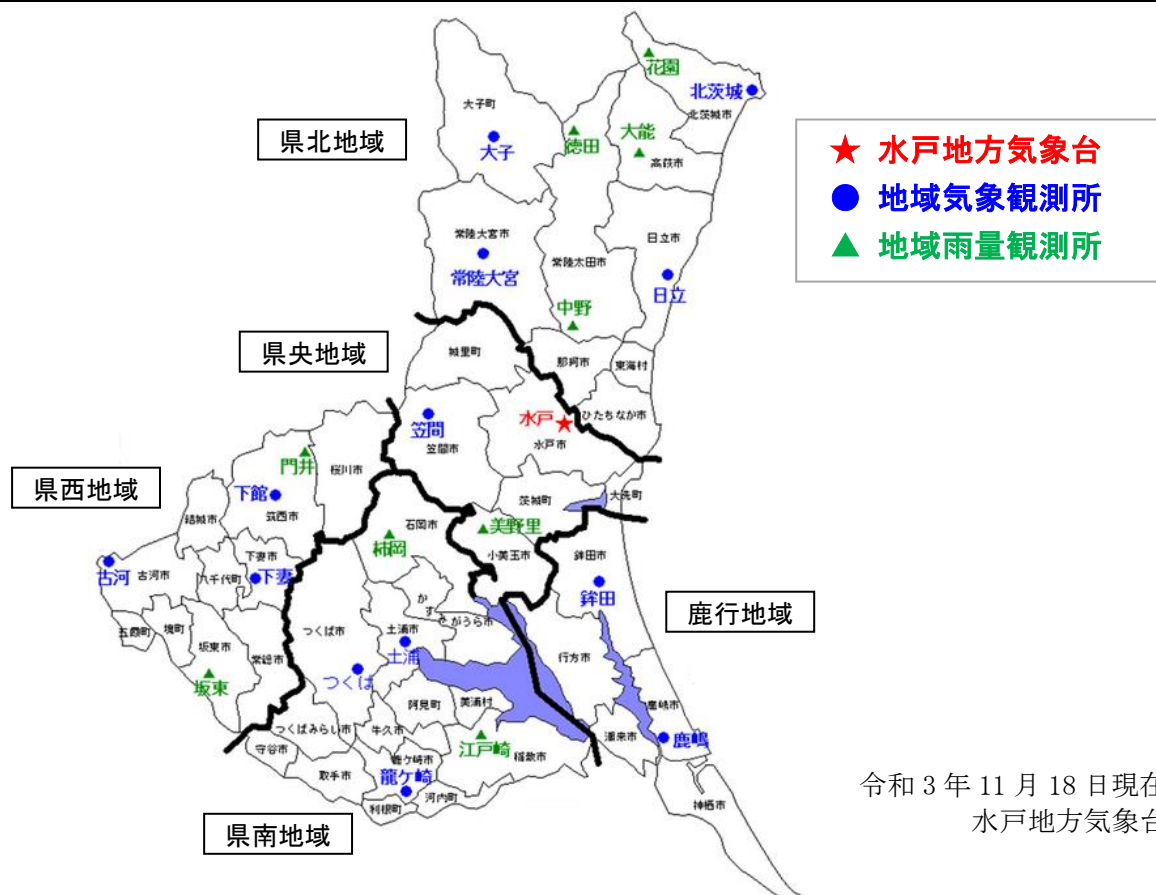 花園
北茨城
大子町
北茨城市
県北地域
大子
徳田
大能
高萩市
★ 水戸地方気象台
● 地域気象観測所
▲ 地域雨量観測所
常陸大宮市
日立市
常陸大宮
常陸太田市
日立
中野
県央地域
城里町
那珂市
東海村
水戸
ひたちなか市
笠間
笠間市
水戸市
門井
桜川市
県西地域
下館
筑西市
茨城町
大洗町
結城市
石岡市
美野里
柿岡
小美玉市
鉾田市
下妻市
古河
古河市
八千代町
下妻
鉾田
鹿行地域
かすみがうら市
五霞町
境町
坂東市
常総市
つくば市
土浦市
土浦
行方市
坂東
つくば
阿見町
美浦村
鹿嶋市
つくばみらい市
牛久市
江戸崎
稲敷市
潮来市
鹿嶋
守谷市
取手市
龍ケ崎市
龍ケ崎
利根町
河内町
神栖市
県南地域
令和 3 年 11 月 18 日現在
水戸地方気象台